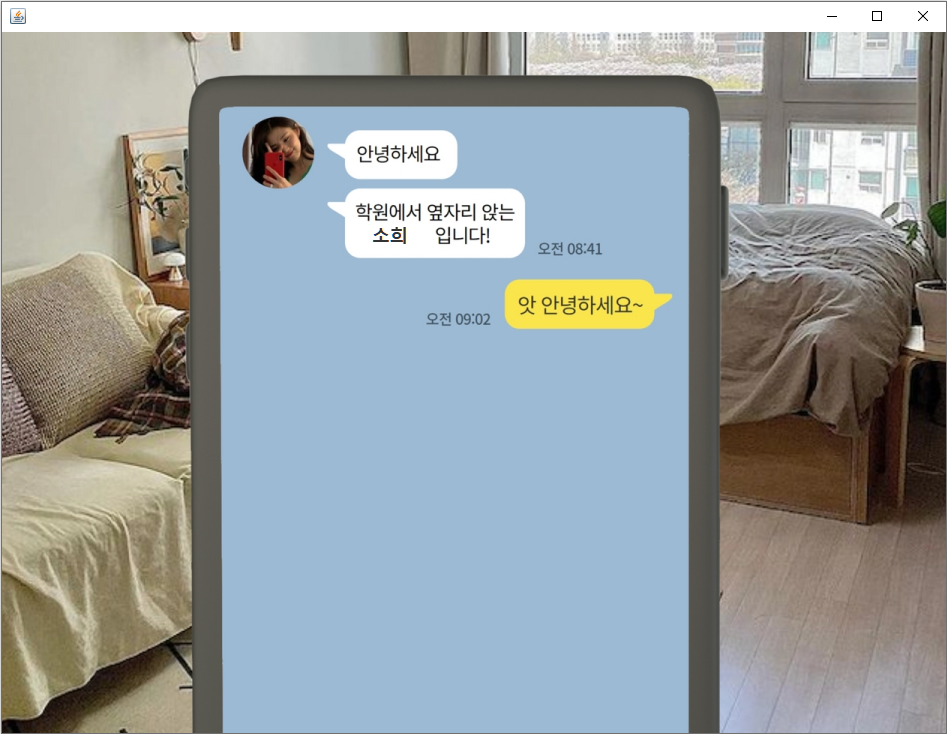 안녕하세요
학원에서 옆자리 앉는
소희 입니다!
오전 08:41
앗 안녕하세요~
오전 09:02